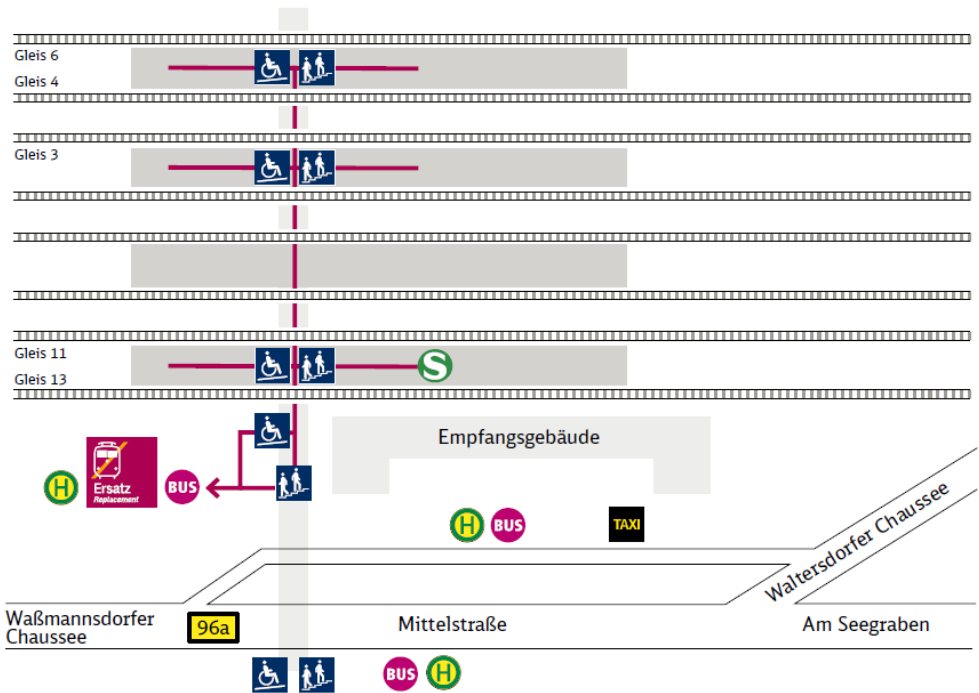 Gleis 6
Gleis 4
Gleis 3
Gleis 11
S
Gleis 13
Empfangsgebäude
H
Ersatz
Replacement
BUS
H
BUS
TAXI
Waltersdorfer Chaussee
Waßmannsdorfer
Chaussee
96a
Mittelstraße
Am Seegraben
BUS
H